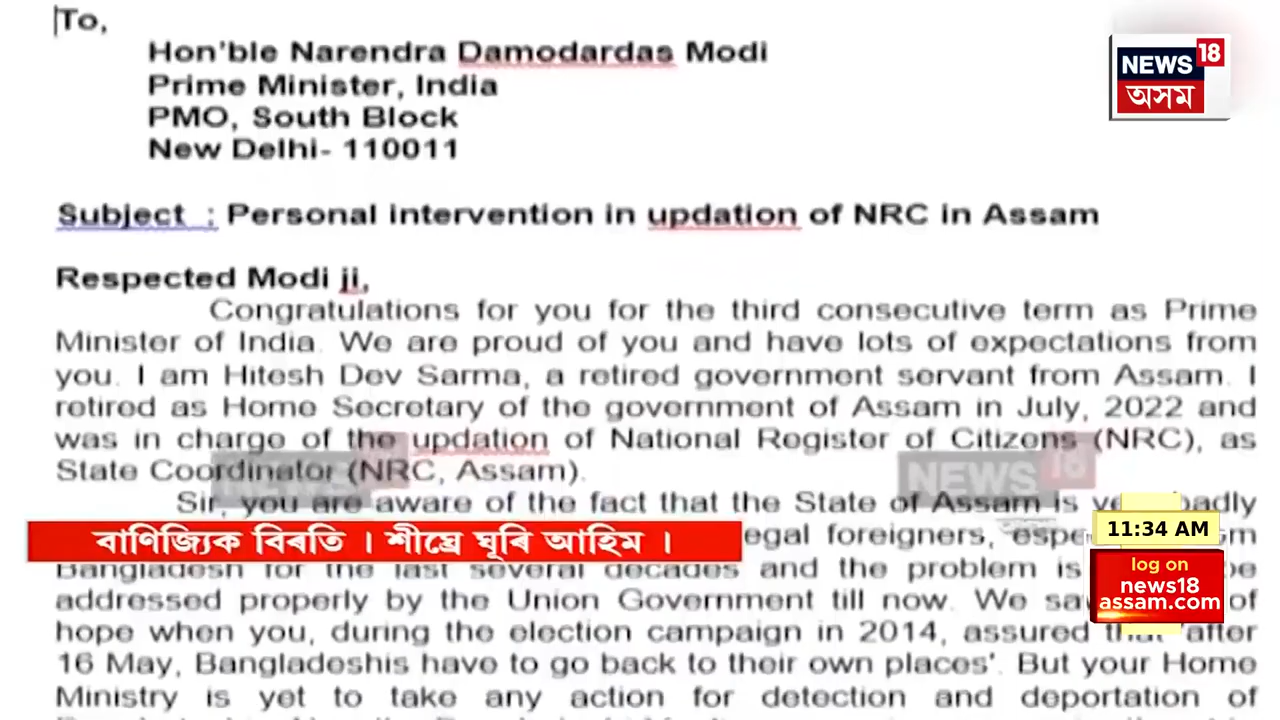 To,
Hon'ble Narendra Damodardas Modi
Prime Minister, India
PMO, South Block
New Delhi- 110011
NEWS 18
অসম
Subject : Personal intervention in updation of NRC in Assam
Respected Modi ji,
Congratulations for you for the third consecutive term as Prime
Minister of India. We are proud of you and have lots of expectations from
you. I am Hitesh Dev Sarma, a retired government servant from Assam. I
retired as Home Secretary of the government of Assam in July, 2022 and
was in charge of the updation of National Register of Citizens (NRC), as
State Coordinator (NRC, Assam).
NEWS 18
Sir, you are aware of the fact that the State of Assam is badly
foreigners,
বাণিজ্যিক বিৰতি । শীঘ্ৰে ঘূৰি আহিম ।
11:34 AM
log on
news18
assam.com
Bangladesh for the last several decades and the problem is
addressed properly by the Union Government till now. We of
hope when you, during the election campaign in 2014, assured that 'after
16 May, Bangladeshis have to go back to their own places'. But your Home
Ministry is yet to take any action for detection and deportation of